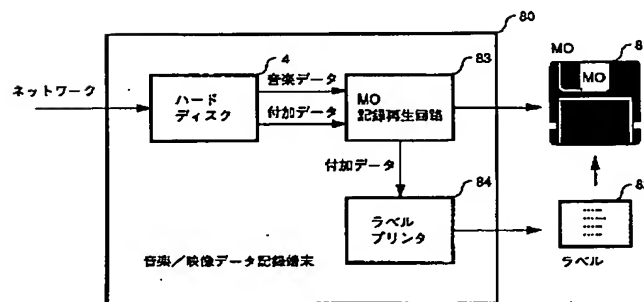 80
MO
8
ネットワーク
4
ハード
ディスク
音楽データ
付加データ
83
MO
記録再生回路
MO
付加データ
84
ラベル
プリンタ
8
ラベル
音楽/映像データ記録端末